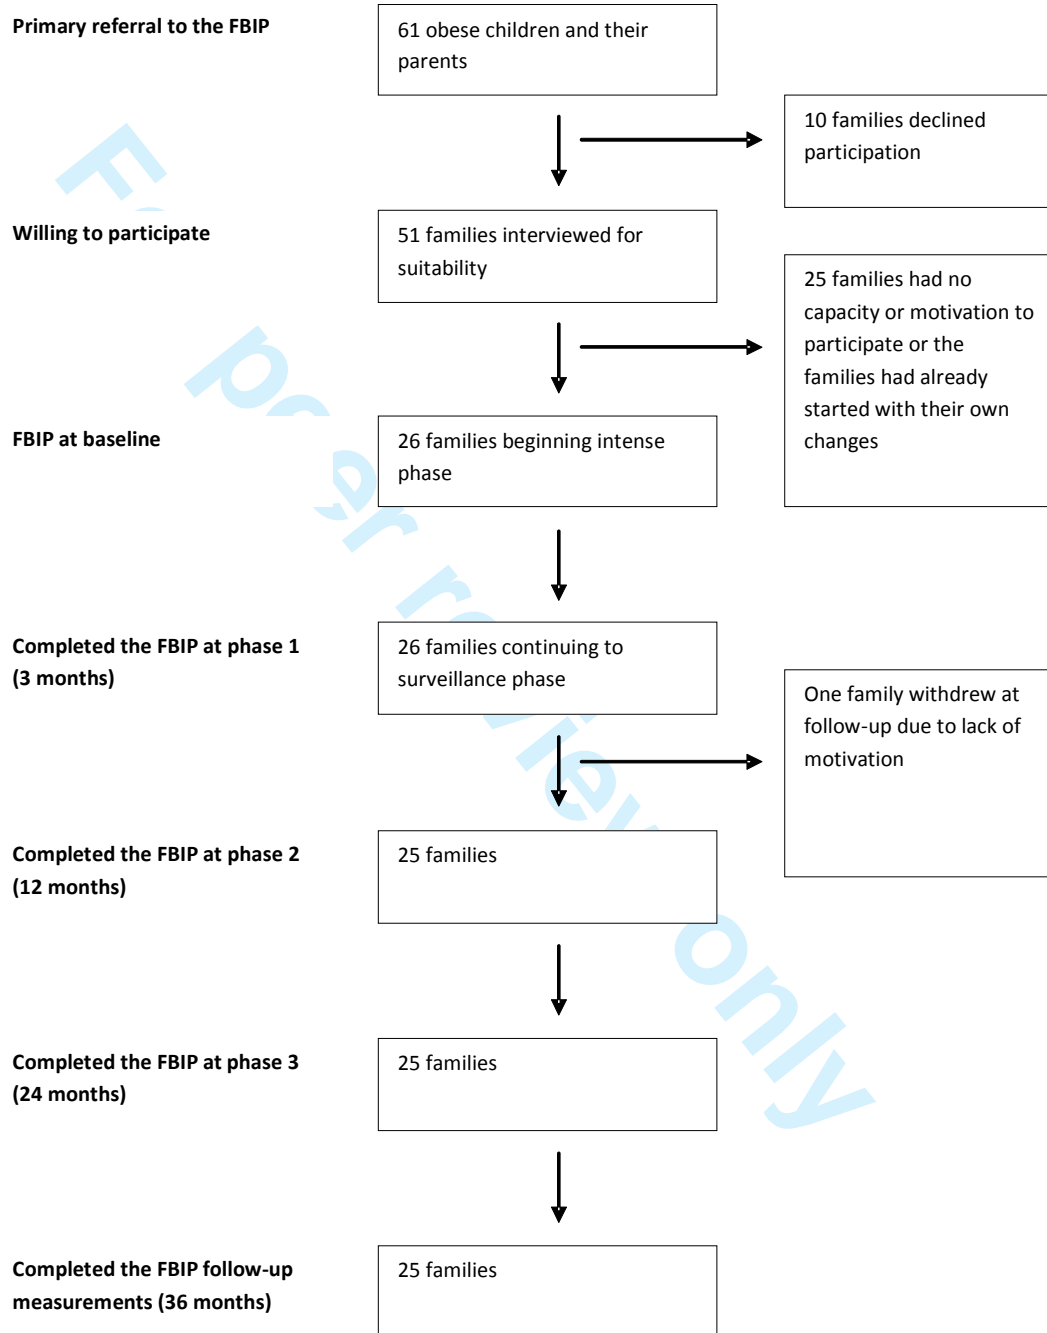 Primary referral to the FBIP
61 obese children and their
parents
10 families declined
participation
Willing to participate
51 families interviewed for
suitability
25 families had no
capacity or motivation to
participate or the
families had already
started with their own
changes
FBIP at baseline
26 families beginning intense
phase
Completed the FBIP at phase 1
(3 months)
26 families continuing to
surveillance phase
One family withdrew at
follow-up due to lack of
motivation
Completed the FBIP at phase 2
(12 months)
25 families
Completed the FBIP at phase 3
(24 months)
25 families
Completed the FBIP follow-up
measurements (36 months)
25 families
review only